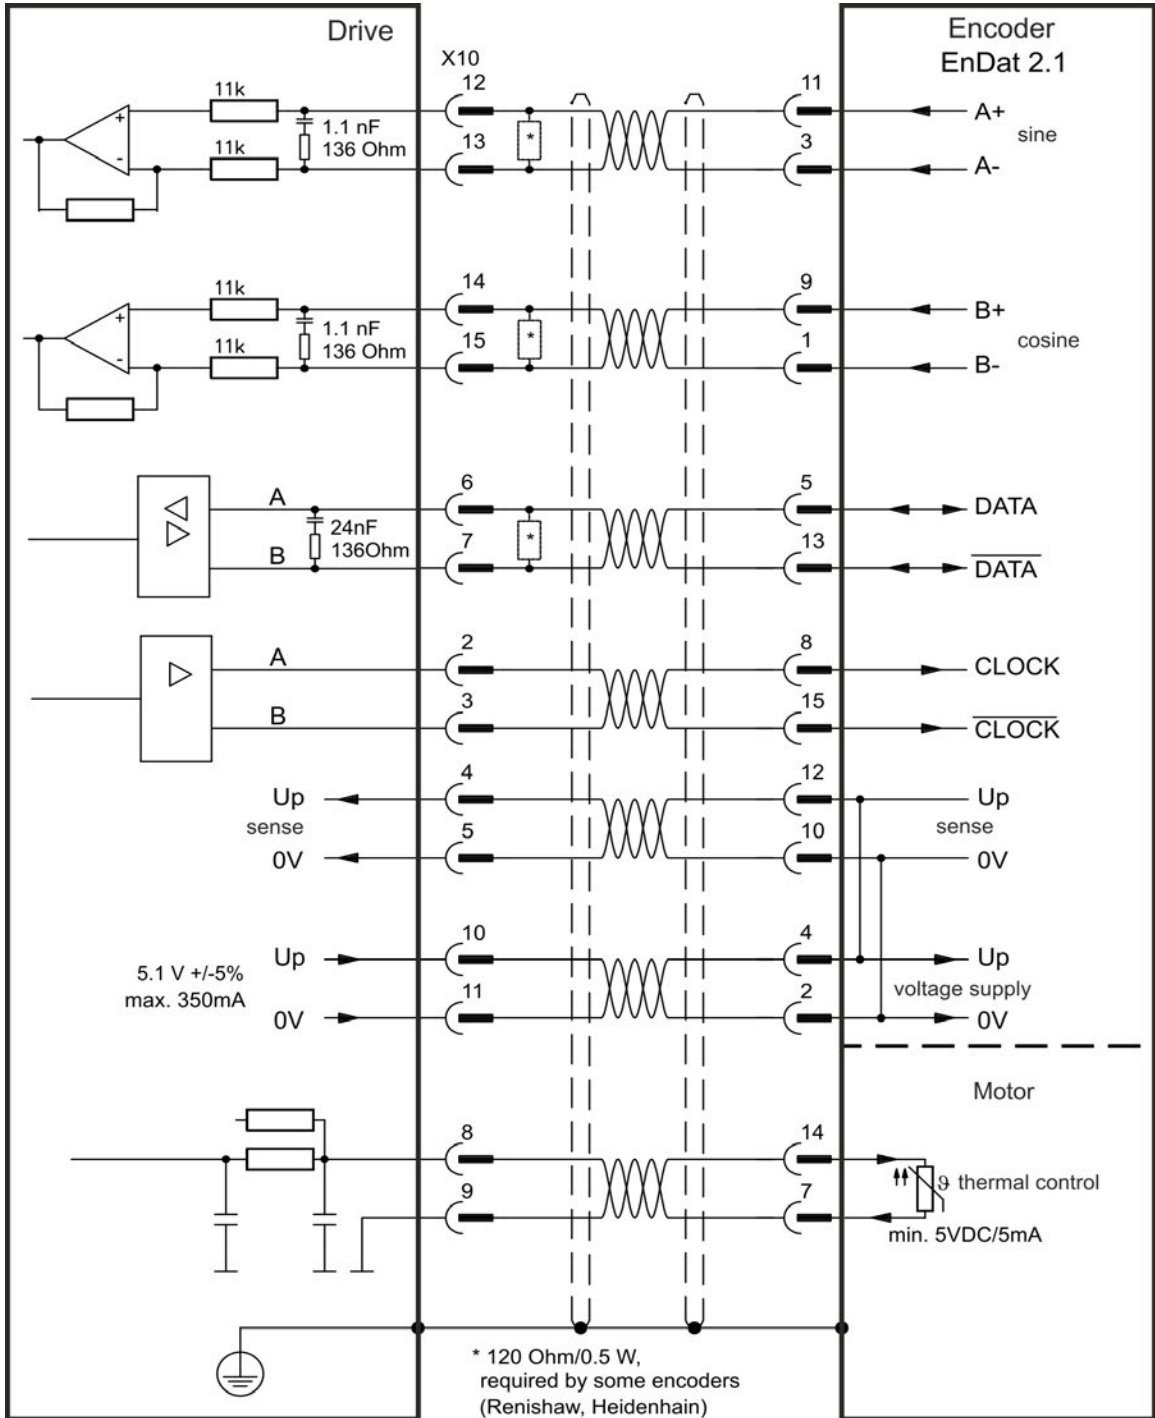 Drive
Encoder
EnDat 2.1
X10
12
11
11k
1.1 nF
136 Ohm
+
-
*
A+
sine
13
3
11k
A-
14
9
11k
1.1 nF
136 Ohm
+
-
*
B+
cosine
15
1
11k
B-
6
5
A
DATA
24nF
136Ohm
*
7
13
B
DATA
2
8
A
CLOCK
3
15
B
CLOCK
4
12
Up
Up
sense
sense
5
10
0V
0V
10
4
Up
Up
5.1 V +/-5%
max. 350mA
voltage supply
11
2
0V
0V
Motor
8
14
ϑ thermal control
9
7
min. 5VDC/5mA
* 120 Ohm/0.5 W,
required by some encoders
(Renishaw, Heidenhain)